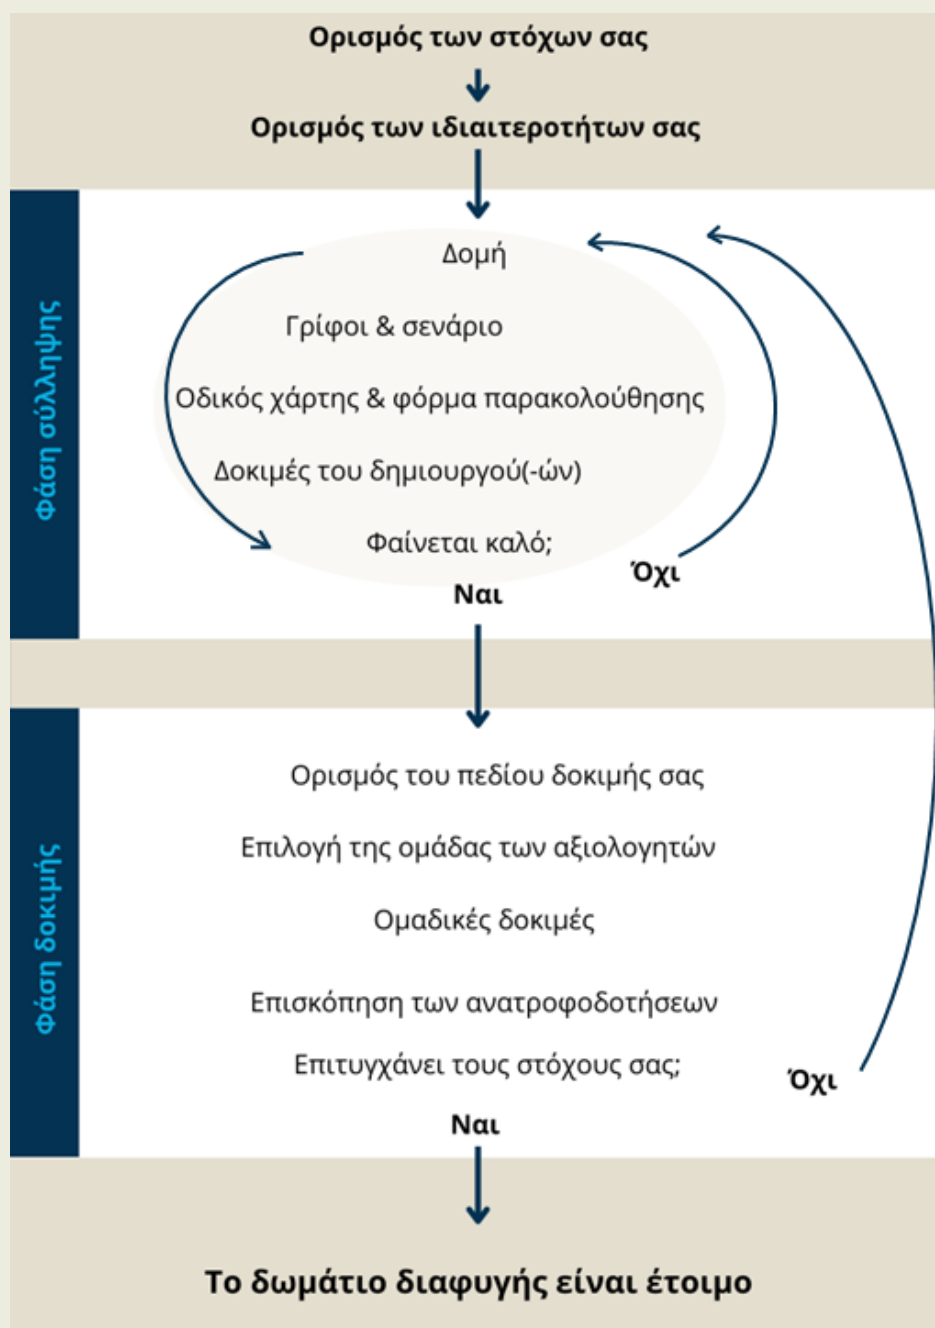 Ορισμός των στόχων σας
Ορισμός των ιδιαιτεροτήτων σας
Φάση σύλληψης
Δομή
Γρίφοι & σενάριο
Οδικός χάρτης & φόρμα παρακολούθησης
Δοκιμές του δημιουργού(-ών)
Φαίνεται καλό;
Όχι
Ναι
Φάση δοκιμής
Ορισμός του πεδίου δοκιμής σας
Επιλογή της ομάδας των αξιολογητών
Ομαδικές δοκιμές
Επισκόπηση των ανατροφοδοτήσεων
Επιτυγχάνει τους στόχους σας;
Όχι
Ναι
Το δωμάτιο διαφυγής είναι έτοιμο